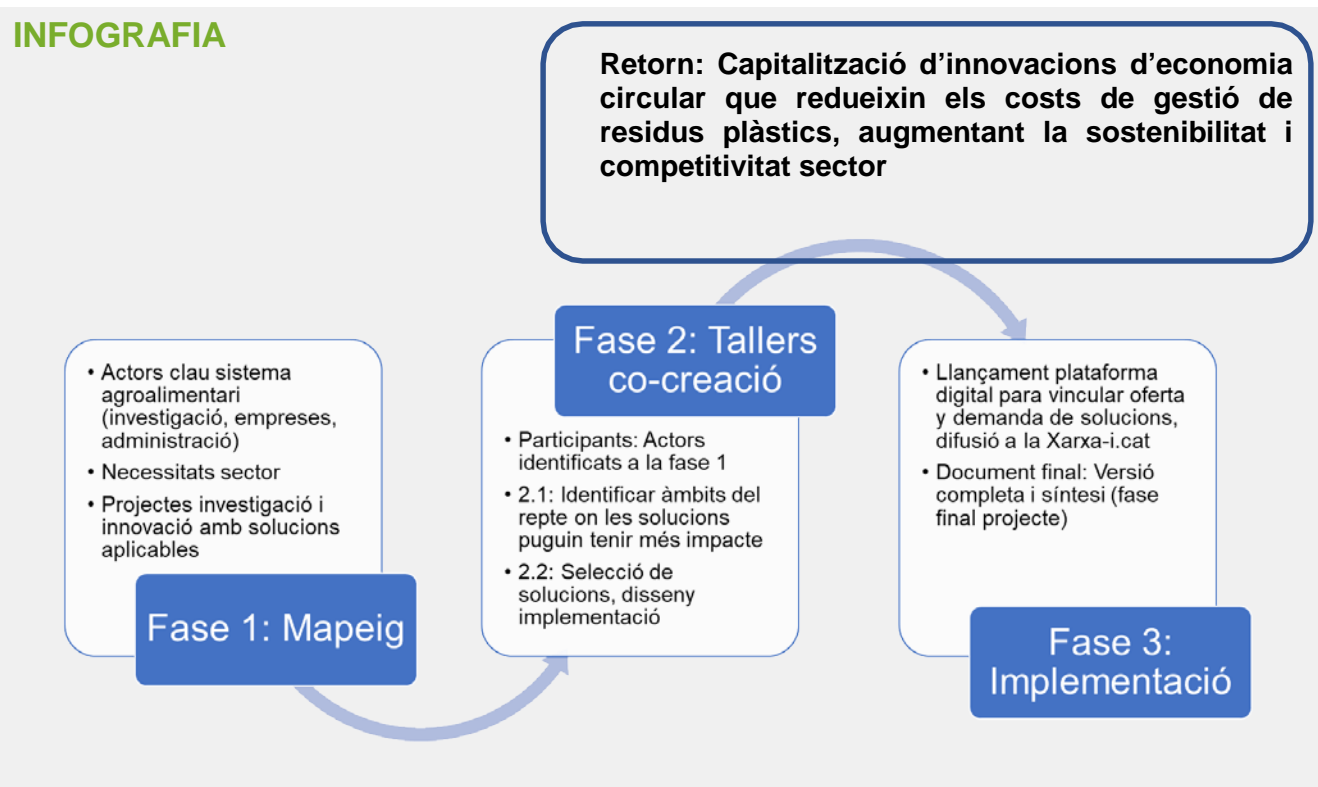 INFOGRAFIA
Retorn: Capitalització d’innovacions d’economia
circular que redueixin els costs de gestió de
residus plàstics, augmentant la sostenibilitat i
competitivitat sector
• Actors clau sistema
agroalimentari
(investigació, empreses,
administració)
• Necessitats sector
• Projectes investigació i
innovació amb solucions
aplicables
Fase 1: Mapeig
Fase 2: Tallers
co-creació
• Participants: Actors
identificats a la fase 1
• 2.1: Identificar àmbits del
repte on les solucions
puguin tenir més impacte
• 2.2: Selecció de
solucions, disseny
implementació
• Llançament plataforma
digital para vincular oferta
y demanda de solucions,
difusió a la Xarxa-i.cat
• Document final: Versió
completa i síntesi (fase
final projecte)
Fase 3:
Implementació